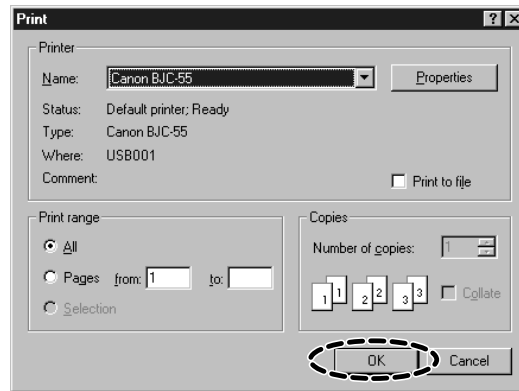 Print
Printer
Name: Canon BJC-55 Properties
Status: Default printer; Ready
Type: Canon BJC-55
Where: USB001
Comment: Print to file
Print range
All
Pages from: 1 to:
Selection
Copies
Number of copies: 1
1 1 2 2 3 3 Collate
OK Cancel